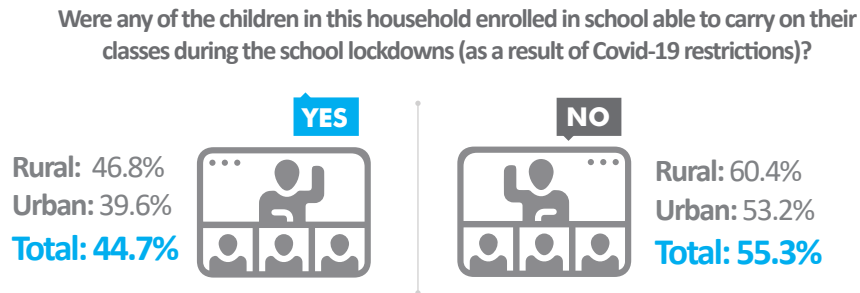 Were any of the children in this household enrolled in school able to carry on their
classes during the school lockdowns (as a result of Covid-19 restrictions)?
YES
Rural: 46.8%
Urban: 39.6%
Total: 44.7%
NO
Rural: 60.4%
Urban: 53.2%
Total: 55.3%